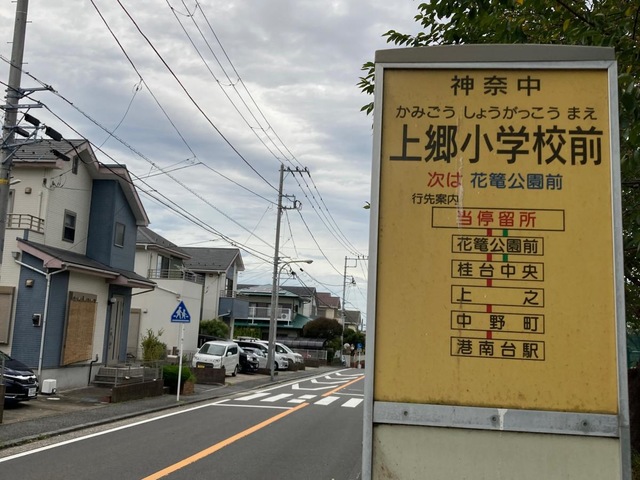 神奈中
かみごう しょうがっこう まえ
上郷小学校前
次は 花篭公園前
行先案内
当停留所
花篭公園前
桂台中央
上之
中野町
港南台駅